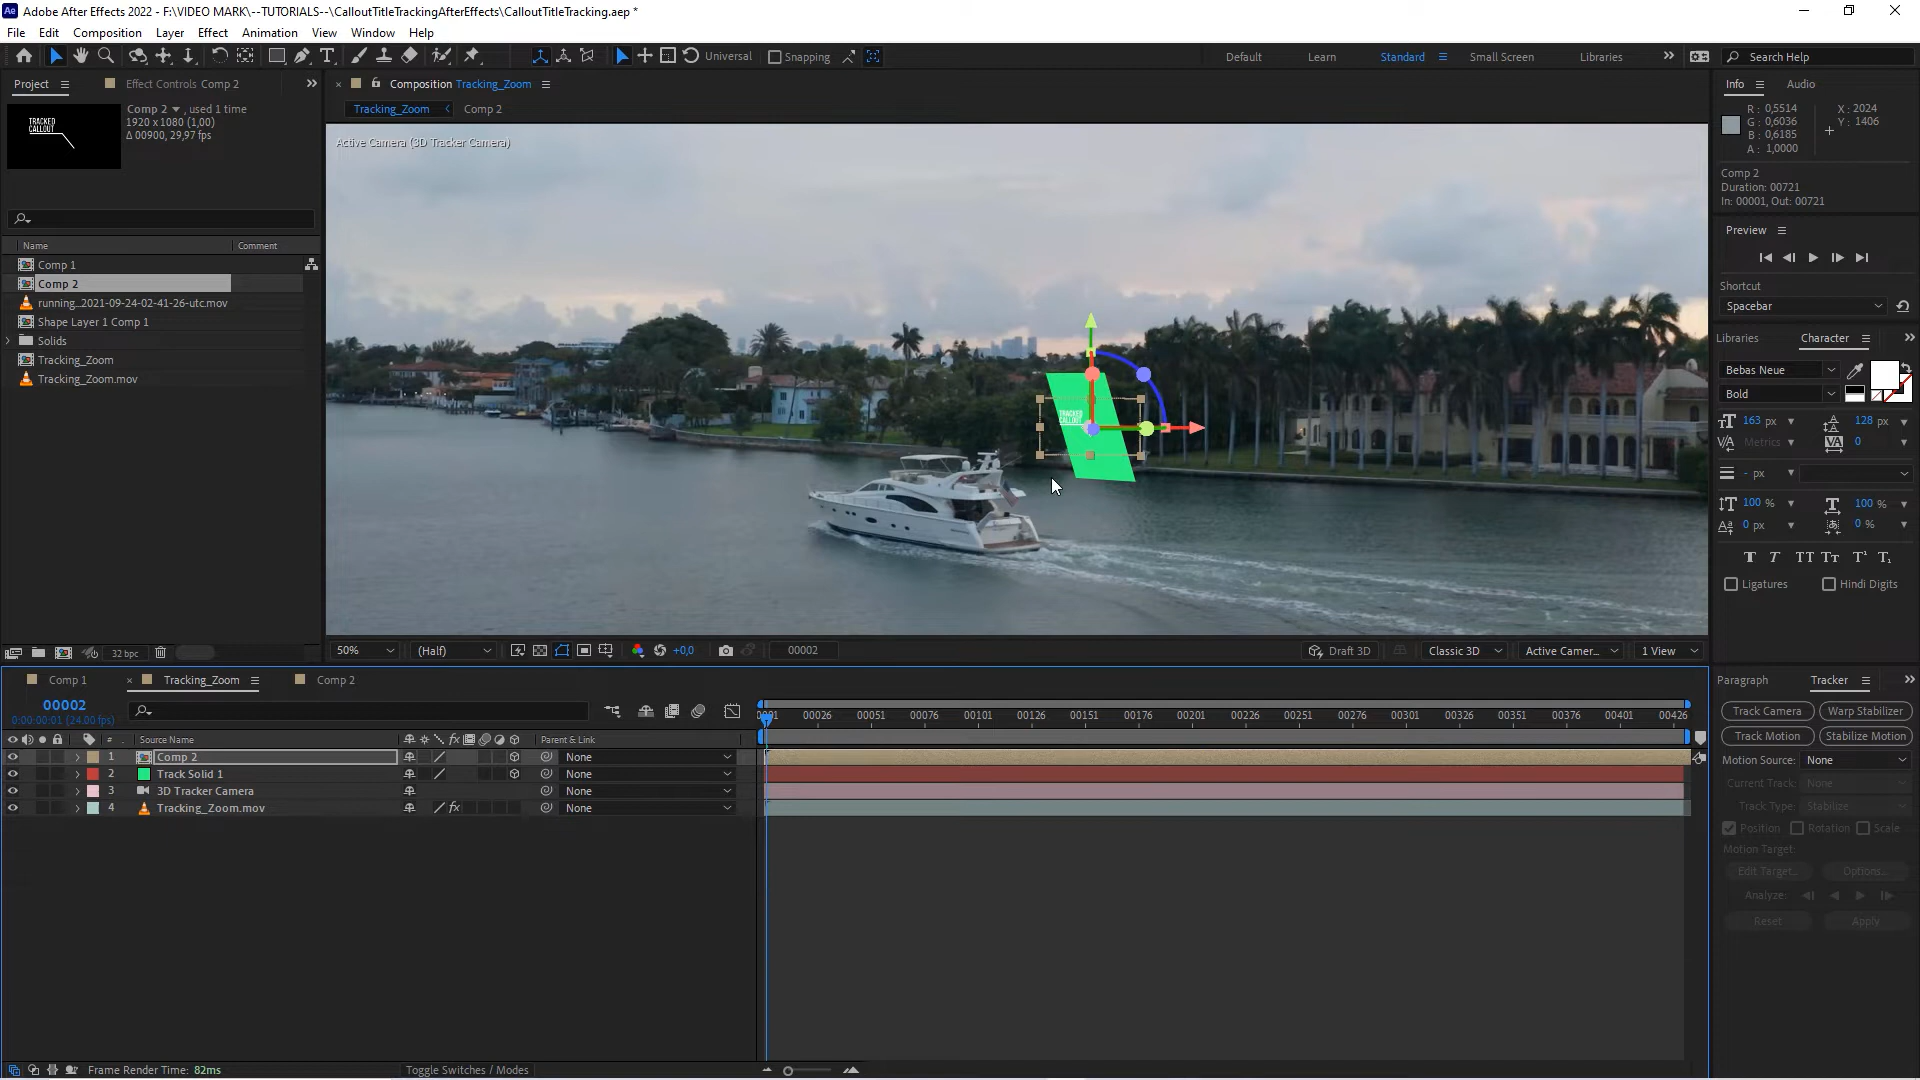 Ae Adobe After Effects 2022 - F:\VIDEO MARK\--TUTORIALS--\CalloutTitleTrackingAfterEffects\CalloutTitleTracking.aep *
File Edit Composition Layer Effect Animation View Window Help
Universal Snapping Default Learn Standard Small Screen Libraries Search Help
Project Effect Controls Comp 2
Comp 2 , used 1 time
1920 x 1080 (1,00)
Δ 00900, 29,97 fps
TRACKED
CALLOUT
Name Comment
Comp 1
Comp 2
running...2021-09-24-02-41-26-utc.mov
Shape Layer 1 Comp 1
Solids
Tracking_Zoom
Tracking_Zoom.mov
32 bpc
Composition Tracking_Zoom
Tracking_Zoom Comp 2
Active Camera (3D Tracker Camera)
TRACKED
CALLOUT
50% (Half) +0,0 00002 Draft 3D Classic 3D Active Camer... 1 View
Info Audio
R : 0,5514
G : 0,6036
B : 0,6185
A : 1,0000
X : 2024
Y : 1406
Comp 2
Duration: 00721
In: 00001, Out: 00721
Preview
Shortcut
Spacebar
Libraries Character
Bebas Neue
Bold
163 px 128 px
Metrics 0
- px
100 % 100 %
0 px 0 %
T T TT Tt T¹ T₁
Ligatures Hindi Digits
Comp 1 Tracking_Zoom Comp 2
00002
0:00:00:01 (24.00 fps)
# Source Name Parent & Link
1 Comp 2 None
2 Track Solid 1 None
3 3D Tracker Camera None
4 Tracking_Zoom.mov None
00026 00051 00076 00101 00126 00151 00176 00201 00226 00251 00276 00301 00326 00351 00376 00401 00426
Frame Render Time: 82ms Toggle Switches / Modes
Paragraph Tracker
Track Camera Warp Stabilizer
Track Motion Stabilize Motion
Motion Source: None
Current Track: None
Track Type: Stabilize
Position Rotation Scale
Motion Target:
Edit Target... Options...
Analyze:
Reset Apply